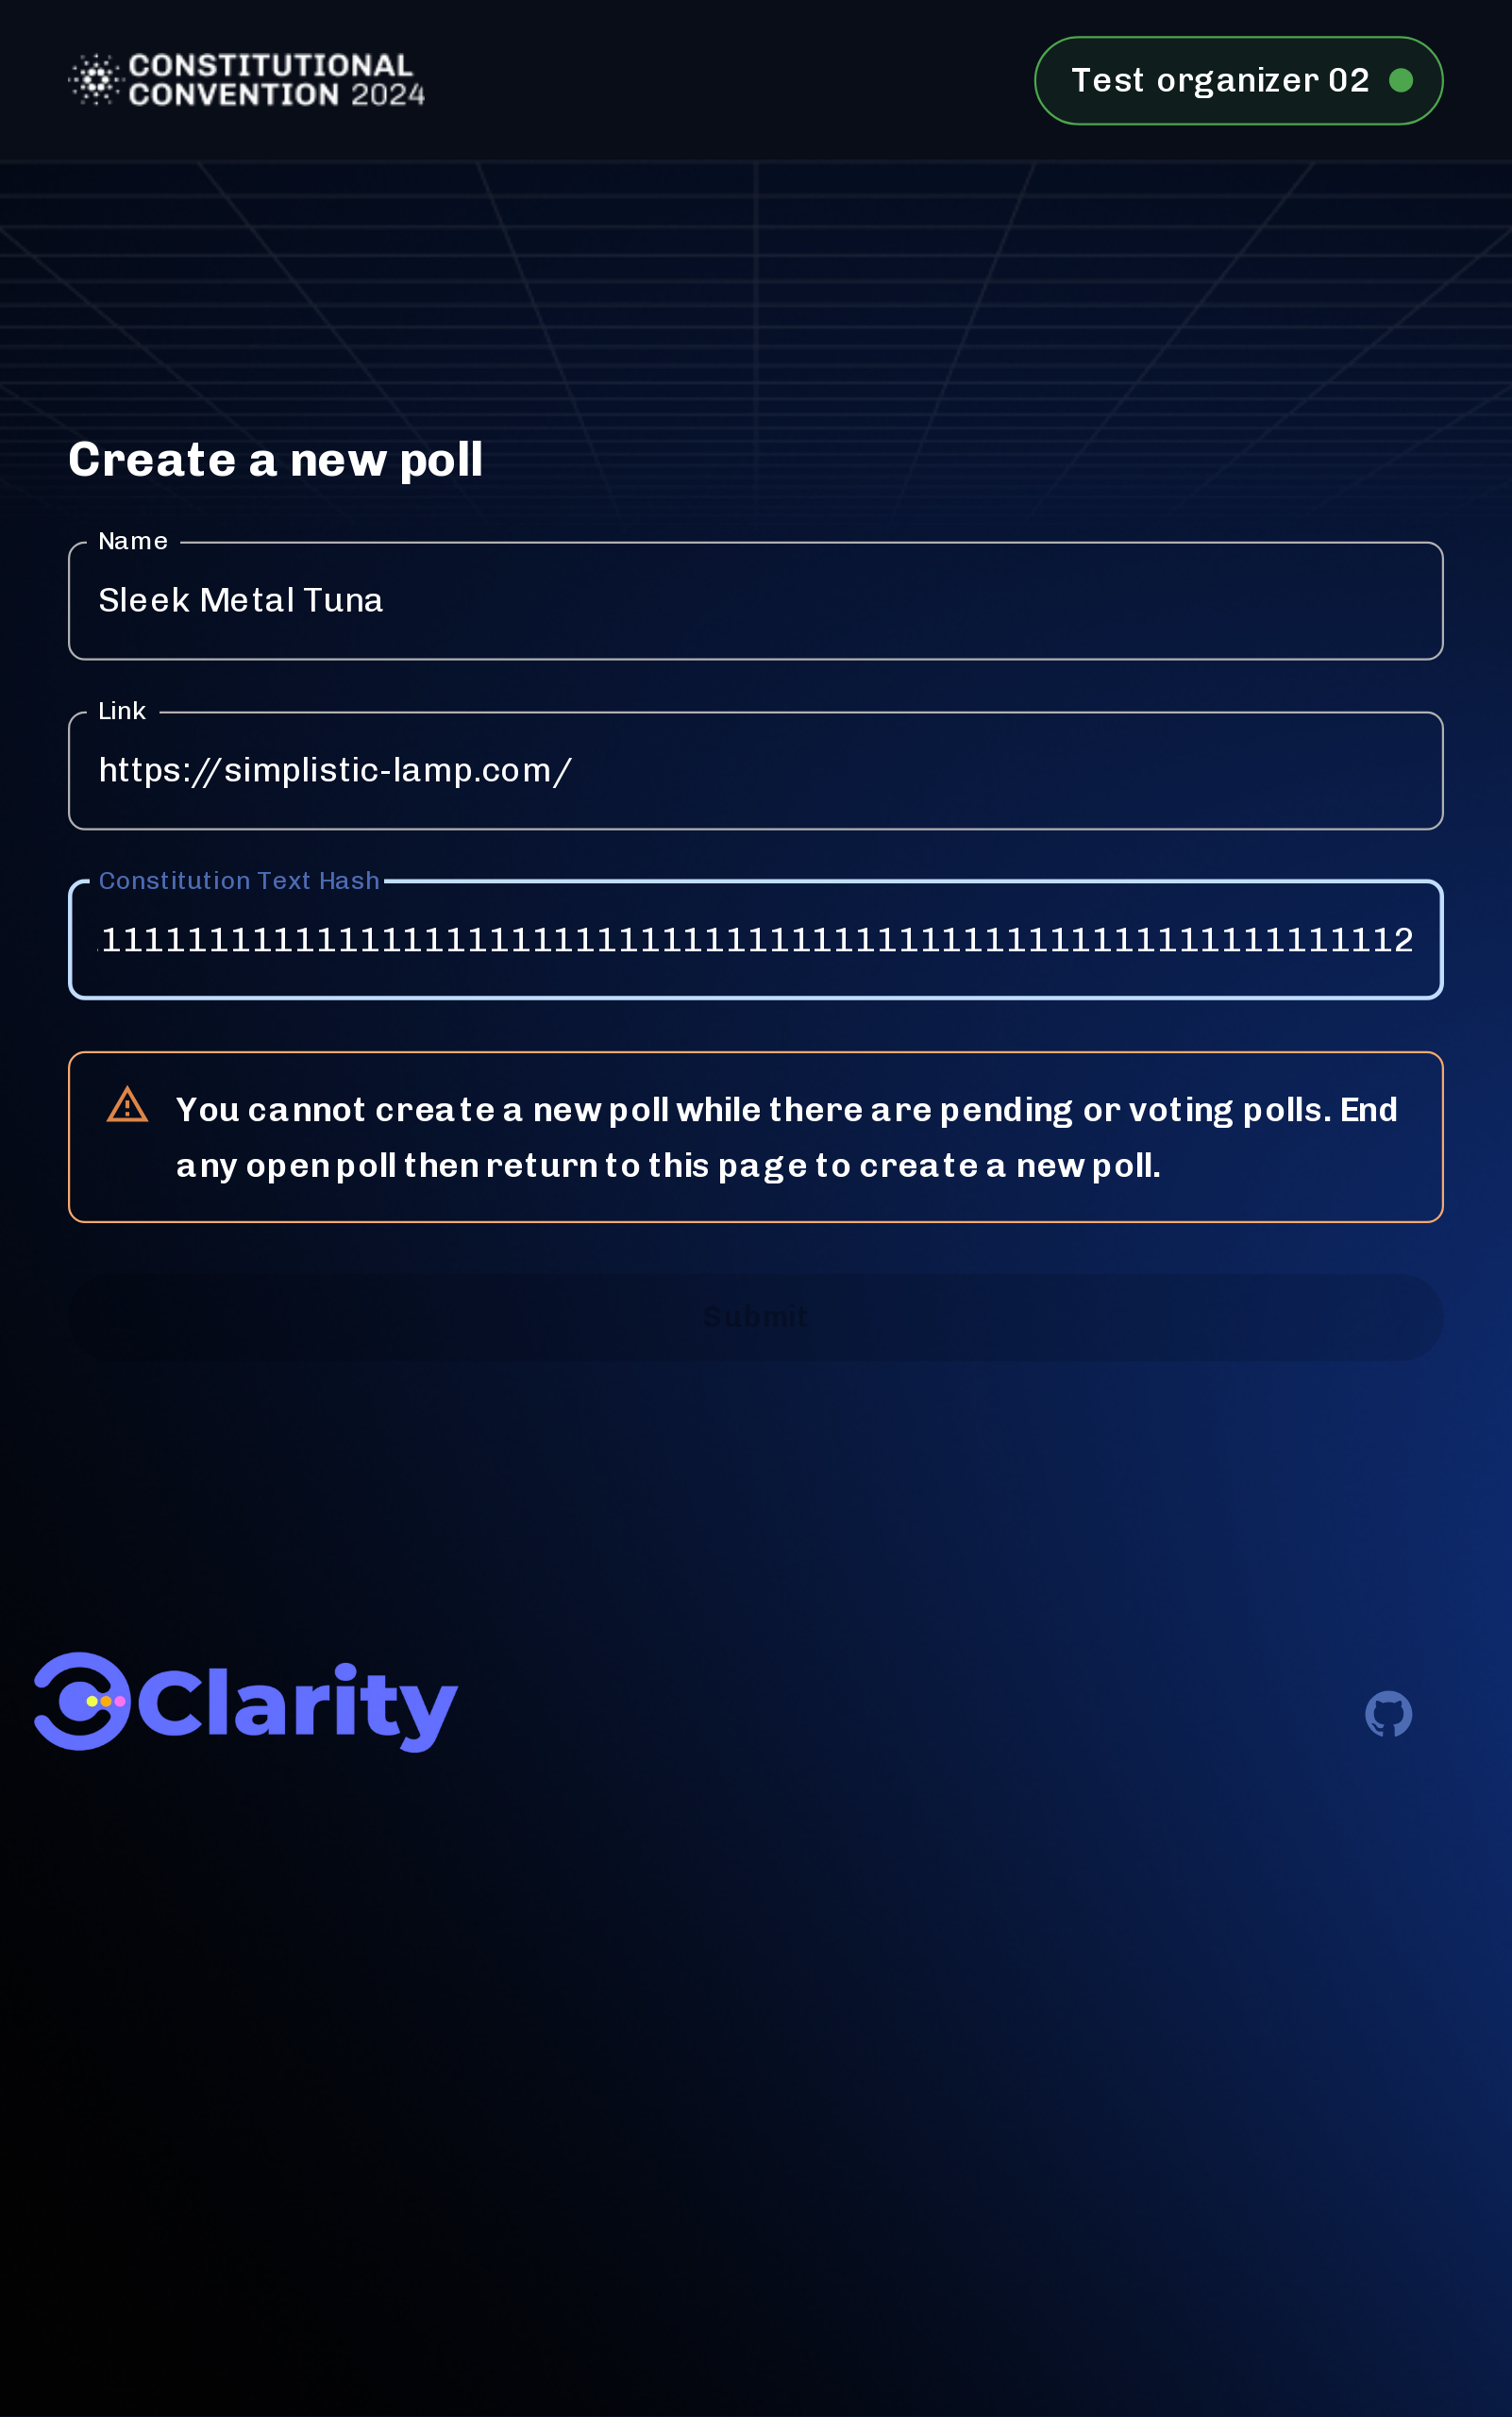 CONSTITUTIONAL
CONVENTION 2024
Test organizer 02
Create a new poll
Name
Sleek Metal Tuna
Link
https://simplistic-lamp.com/
Constitution Text Hash
1111111111111111111111111111111111111111111111111111111111112
You cannot create a new poll while there are pending or voting polls. End
any open poll then return to this page to create a new poll.
Submit
Clarity